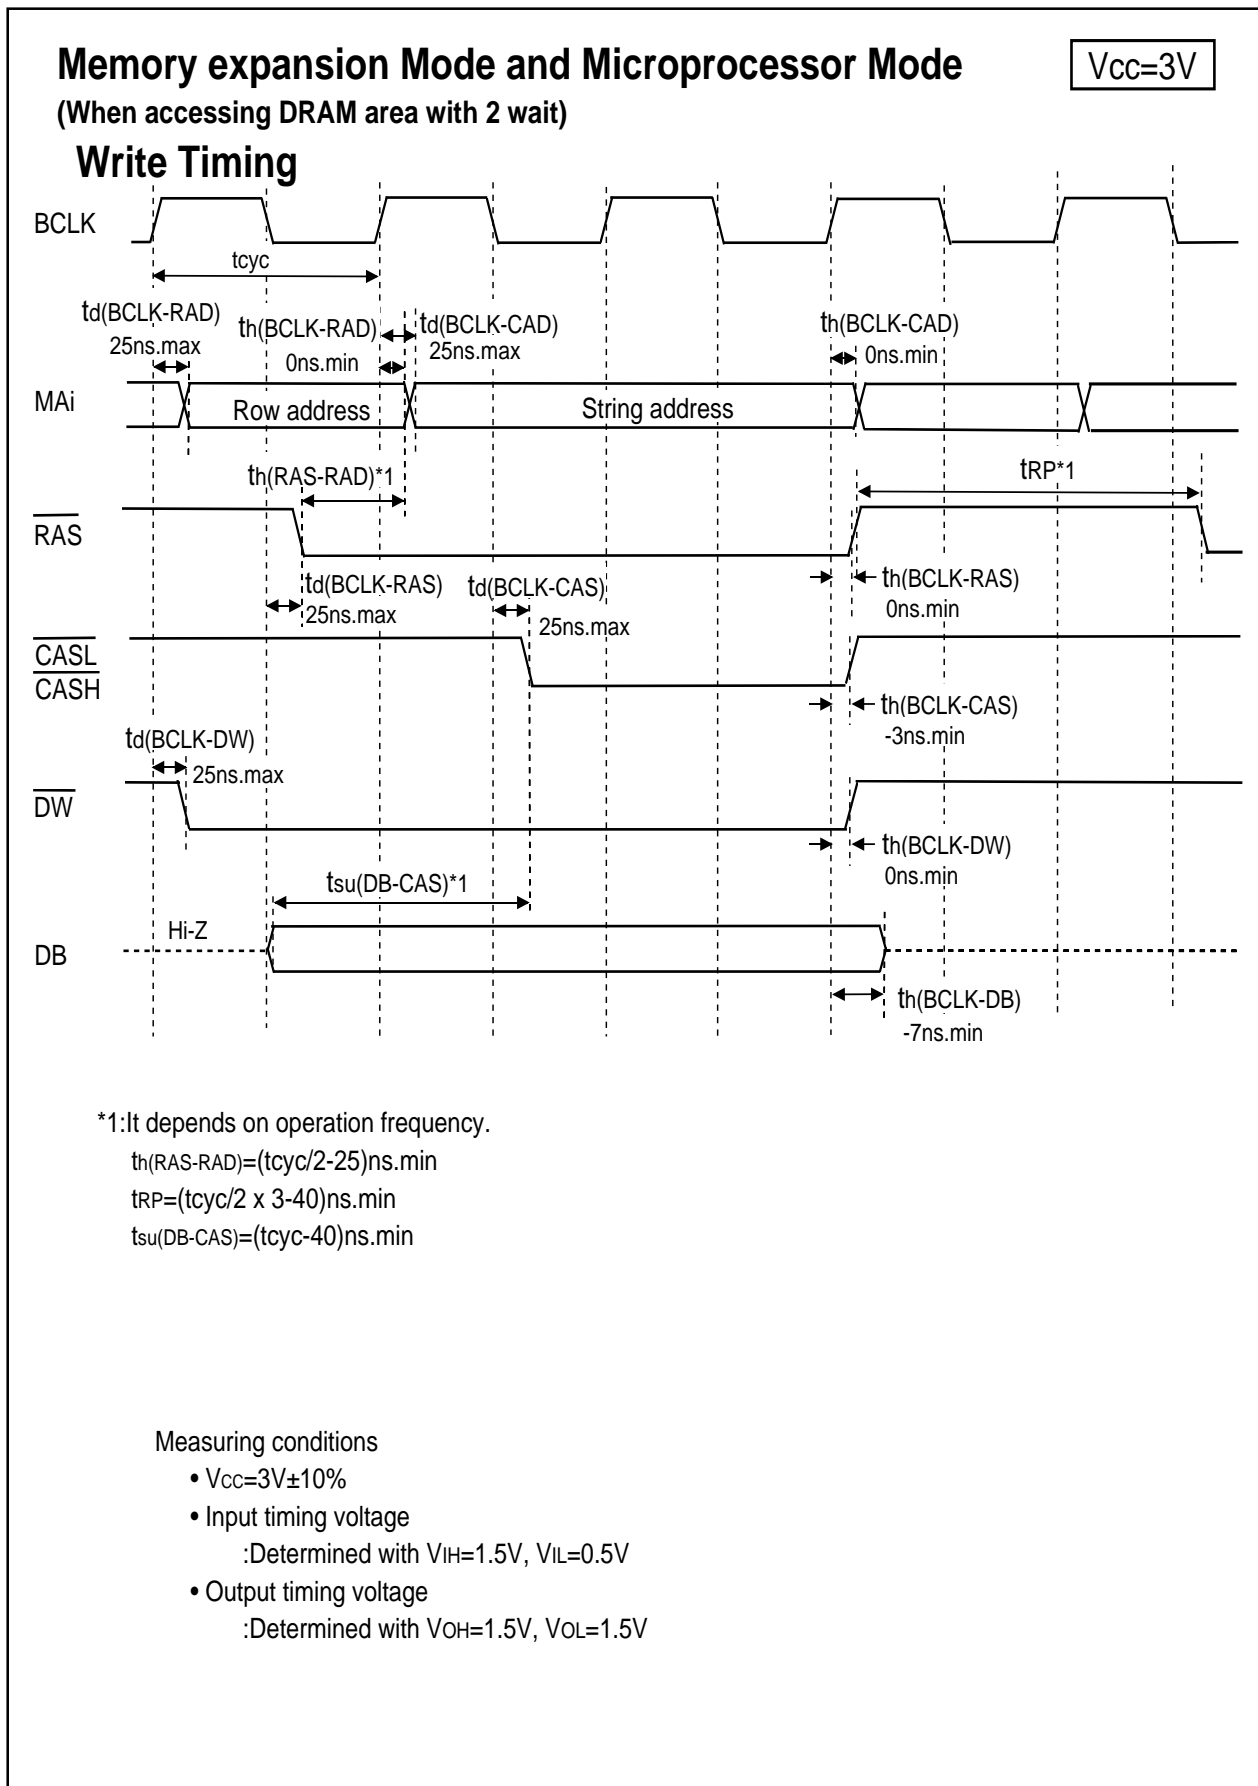 Memory expansion Mode and Microprocessor Mode
Vcc=3V
(When accessing DRAM area with 2 wait)
Write Timing
BCLK
tcyc
td(BCLK-RAD)
25ns.max
th(BCLK-RAD)
0ns.min
td(BCLK-CAD)
25ns.max
th(BCLK-CAD)
0ns.min
MAi
Row address
String address
th(RAS-RAD)*1
tRP*1
RAS
td(BCLK-RAS)
25ns.max
td(BCLK-CAS)
25ns.max
th(BCLK-RAS)
0ns.min
CASL
CASH
th(BCLK-CAS)
-3ns.min
td(BCLK-DW)
25ns.max
DW
th(BCLK-DW)
0ns.min
tsu(DB-CAS)*1
Hi-Z
DB
th(BCLK-DB)
-7ns.min
*1:It depends on operation frequency.
th(RAS-RAD)=(tcyc/2-25)ns.min
tRP=(tcyc/2 x 3-40)ns.min
tsu(DB-CAS)=(tcyc-40)ns.min
Measuring conditions
• VCC=3V±10%
• Input timing voltage
:Determined with VIH=1.5V, VIL=0.5V
• Output timing voltage
:Determined with VOH=1.5V, VOL=1.5V